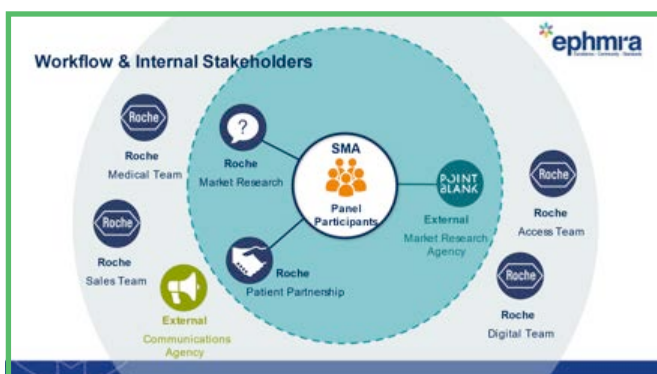 ephmra
Workflow & Internal Stakeholders
Roche
Roche
Medical Team
?
Roche
Market Research
SMA
Panel
Participants
POINT
BLANK
External
Market Research
Agency
Roche
Roche
Access Team
Roche
Roche
Sales Team
Roche
Patient Partnership
External
Communications
Agency
Roche
Roche
Digital Team